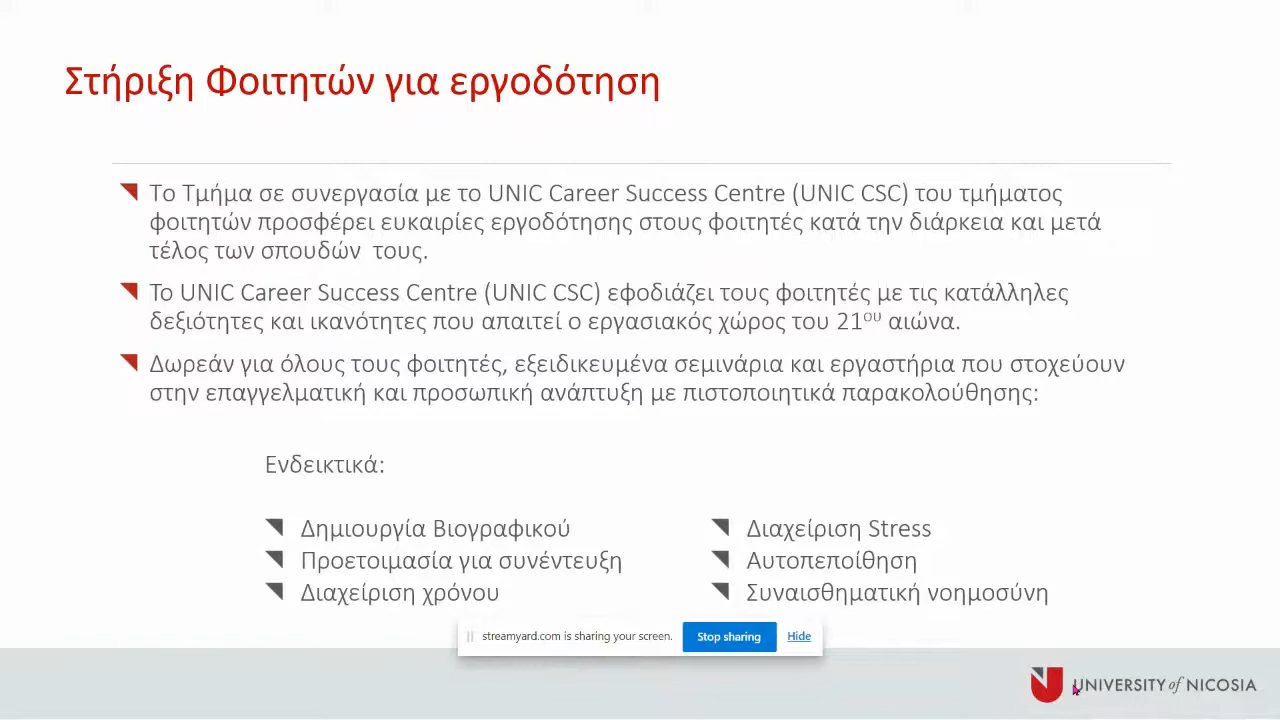 Στήριξη Φοιτητών για εργοδότηση
Το Τμήμα σε συνεργασία με το UNIC Career Success Centre (UNIC CSC) του τμήματος
φοιτητών προσφέρει ευκαιρίες εργοδότησης στους φοιτητές κατά την διάρκεια και μετά
τέλος των σπουδών τους.
Το UNIC Career Success Centre (UNIC CSC) εφοδιάζει τους φοιτητές με τις κατάλληλες
δεξιότητες και ικανότητες που απαιτεί ο εργασιακός χώρος του 21ου αιώνα.
Δωρεάν για όλους τους φοιτητές, εξειδικευμένα σεμινάρια και εργαστήρια που στοχεύουν
στην επαγγελματική και προσωπική ανάπτυξη με πιστοποιητικά παρακολούθησης:
Ενδεικτικά:
Δημιουργία Βιογραφικού
Προετοιμασία για συνέντευξη
Διαχείριση χρόνου
Διαχείριση Stress
Αυτοπεποίθηση
Συναισθηματική νοημοσύνη
streamyard.com is sharing your screen. Stop sharing Hide
UNIVERSITY of NICOSIA